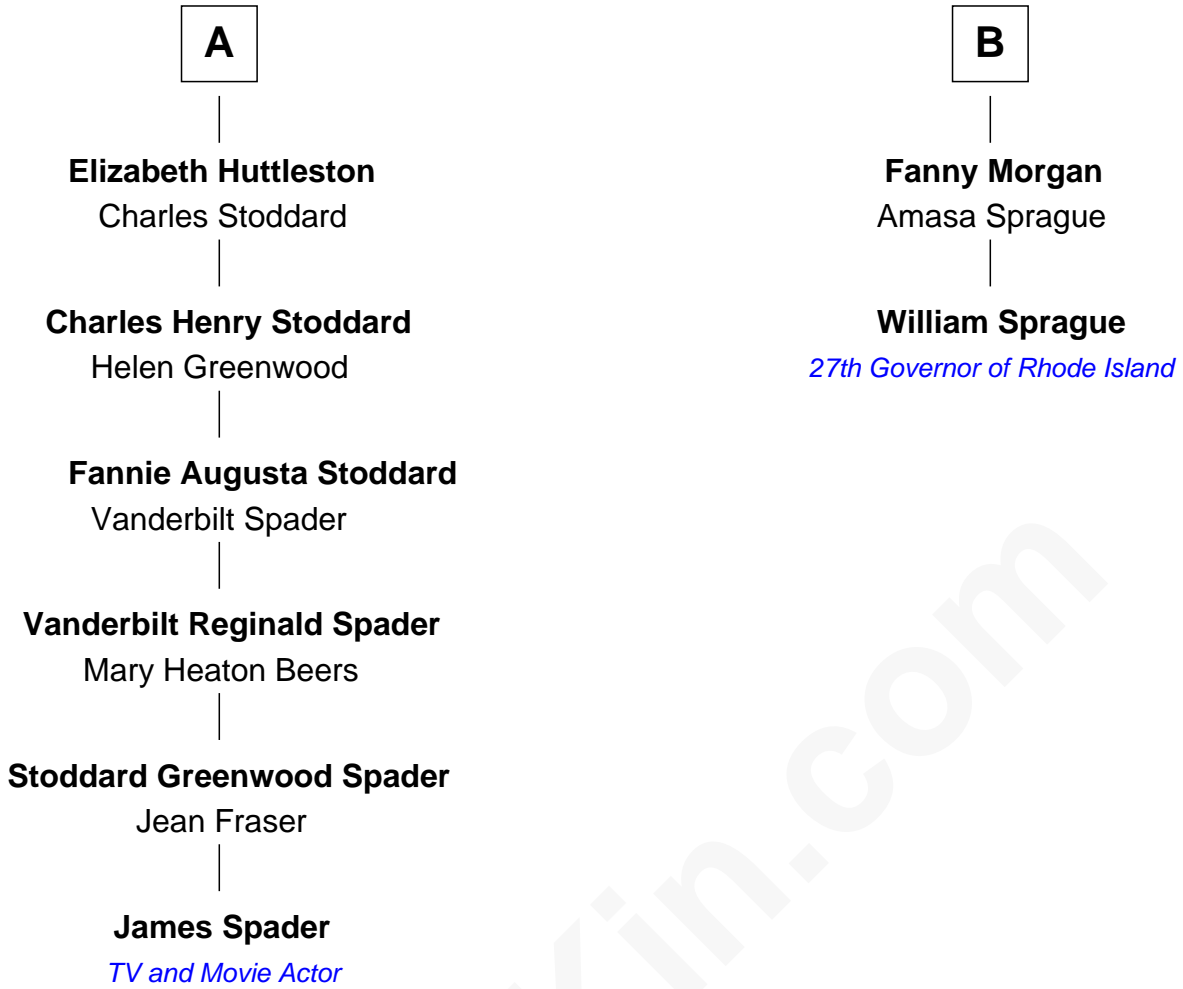 A
Elizabeth Huttleston
Charles Stoddard
Charles Henry Stoddard
Helen Greenwood
Fannie Augusta Stoddard
Vanderbilt Spader
Vanderbilt Reginald Spader
Mary Heaton Beers
Stoddard Greenwood Spader
Jean Fraser
James Spader
TV and Movie Actor
B
Fanny Morgan
Amasa Sprague
William Sprague
27th Governor of Rhode Island
Kin.com